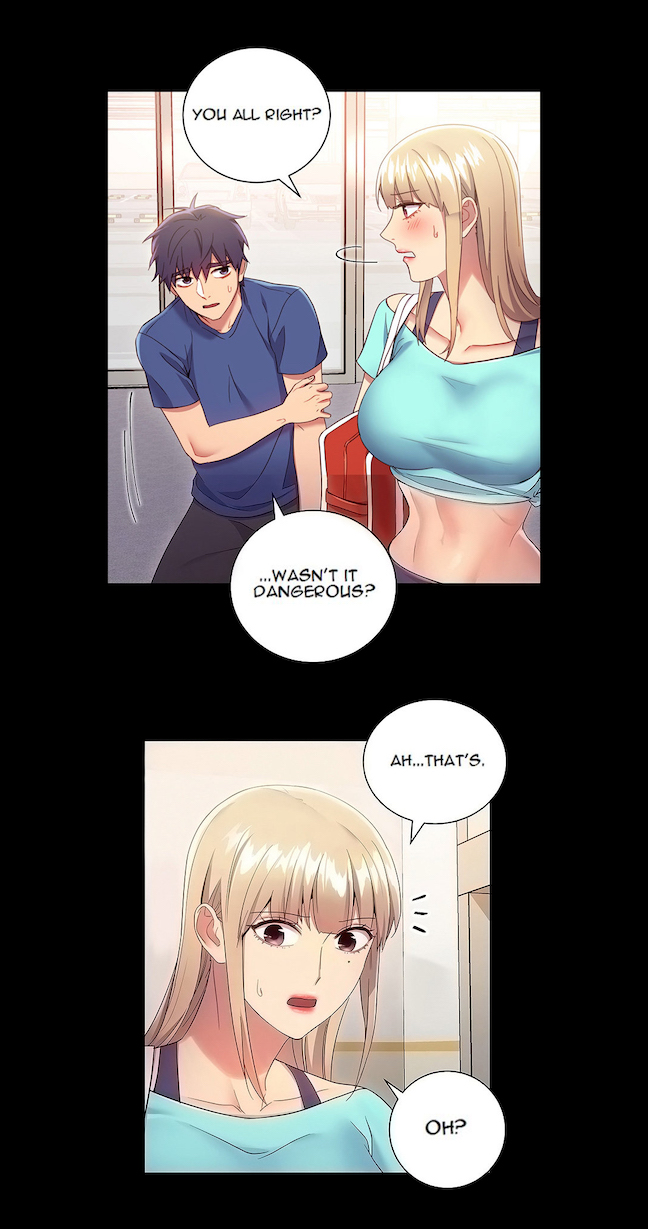 YOU ALL RIGHT?
...WASN'T IT
DANGEROUS?
AH...THAT'S.
OH?